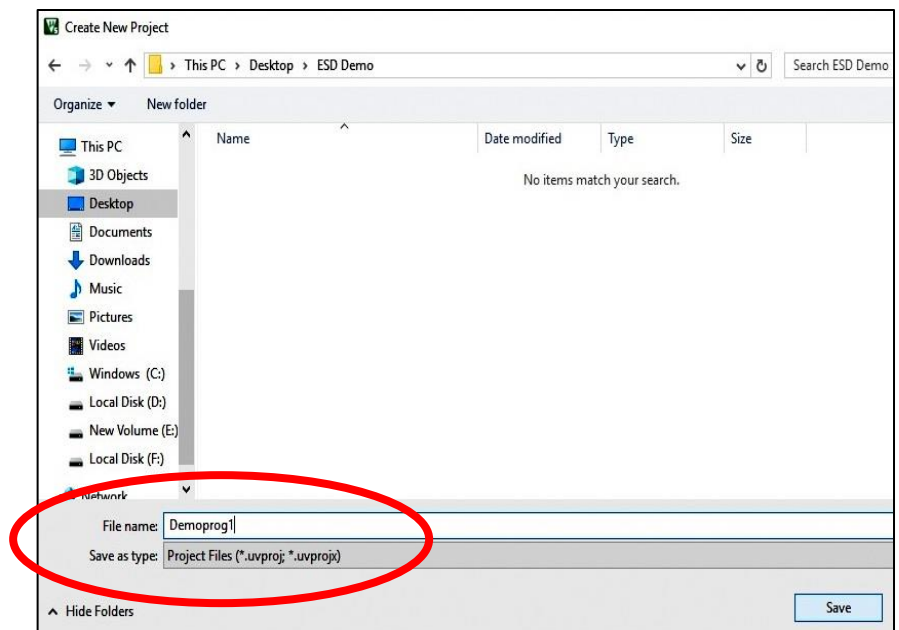 Create New Project
This PC > Desktop > ESD Demo
Search ESD Demo
Organize
New folder
Name
Date modified
Type
Size
This PC
No items match your search.
3D Objects
Desktop
Documents
Downloads
Music
Pictures
Videos
Windows (C:)
Local Disk (D:)
New Volume (E:)
Local Disk (F:)
Network
File name: Demoprog1
Save as type: Project Files (*.uvproj; *.uvprojx)
Hide Folders
Save